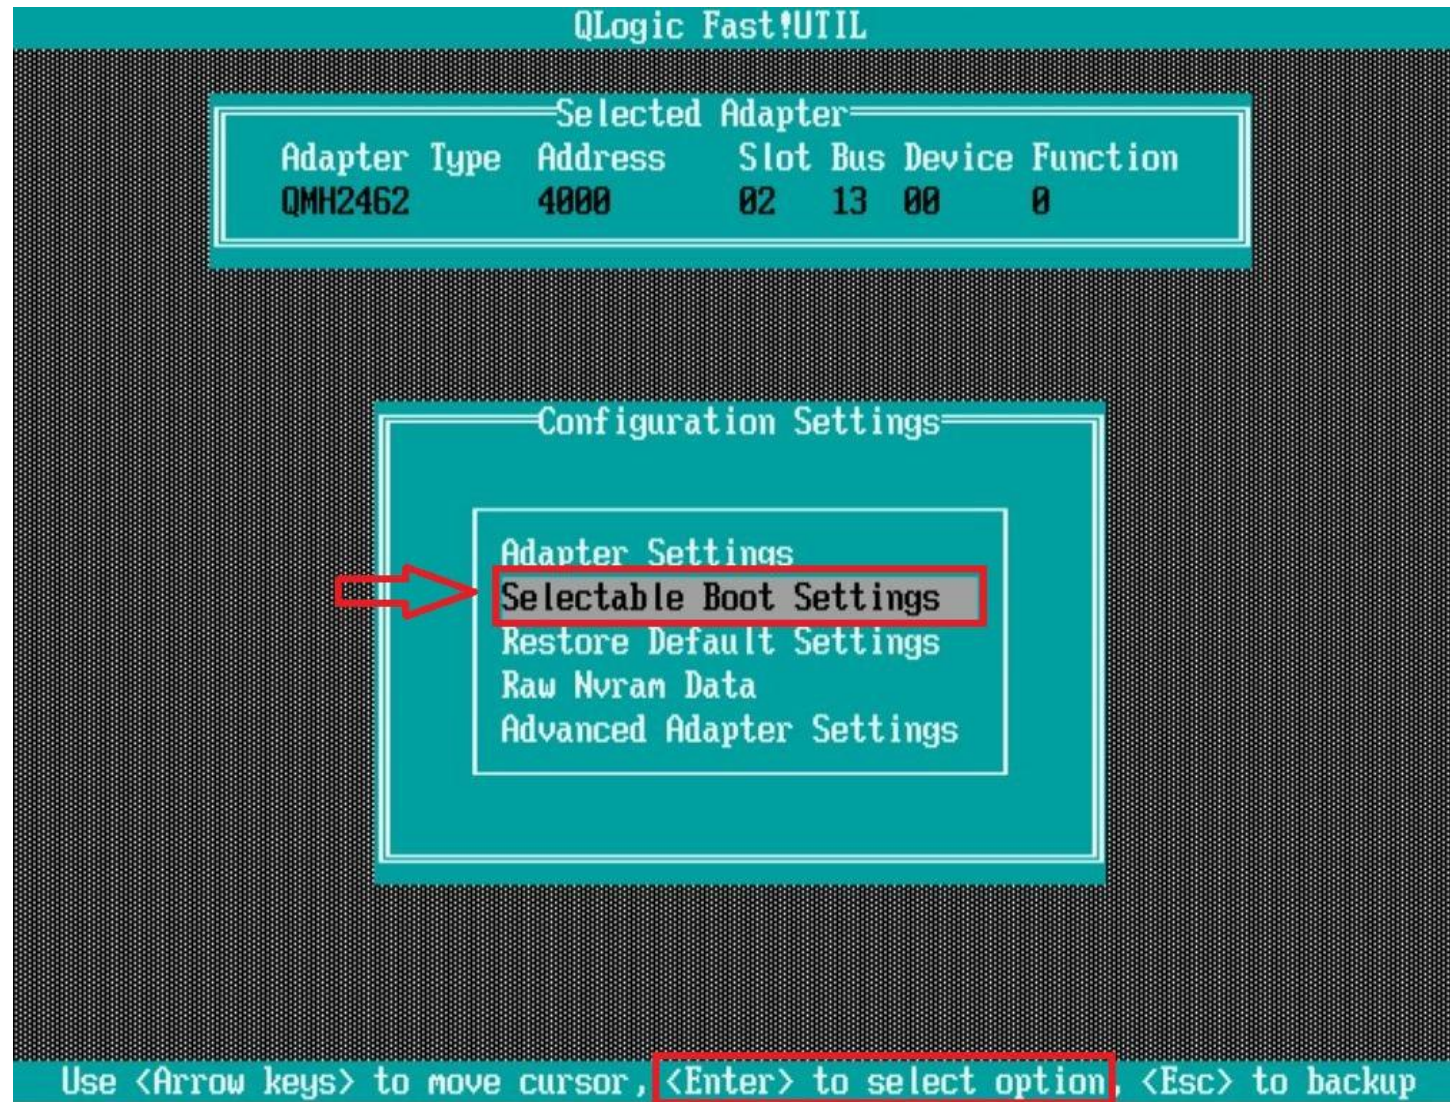 QLogic Fast!UTIL
Selected Adapter
Adapter Type Address Slot Bus Device Function
QMH2462 4000 02 13 00 0
Configuration Settings
Adapter Settings
Selectable Boot Settings
Restore Default Settings
Raw Nvram Data
Advanced Adapter Settings
Use <Arrow keys> to move cursor, <Enter> to select option, <Esc> to backup